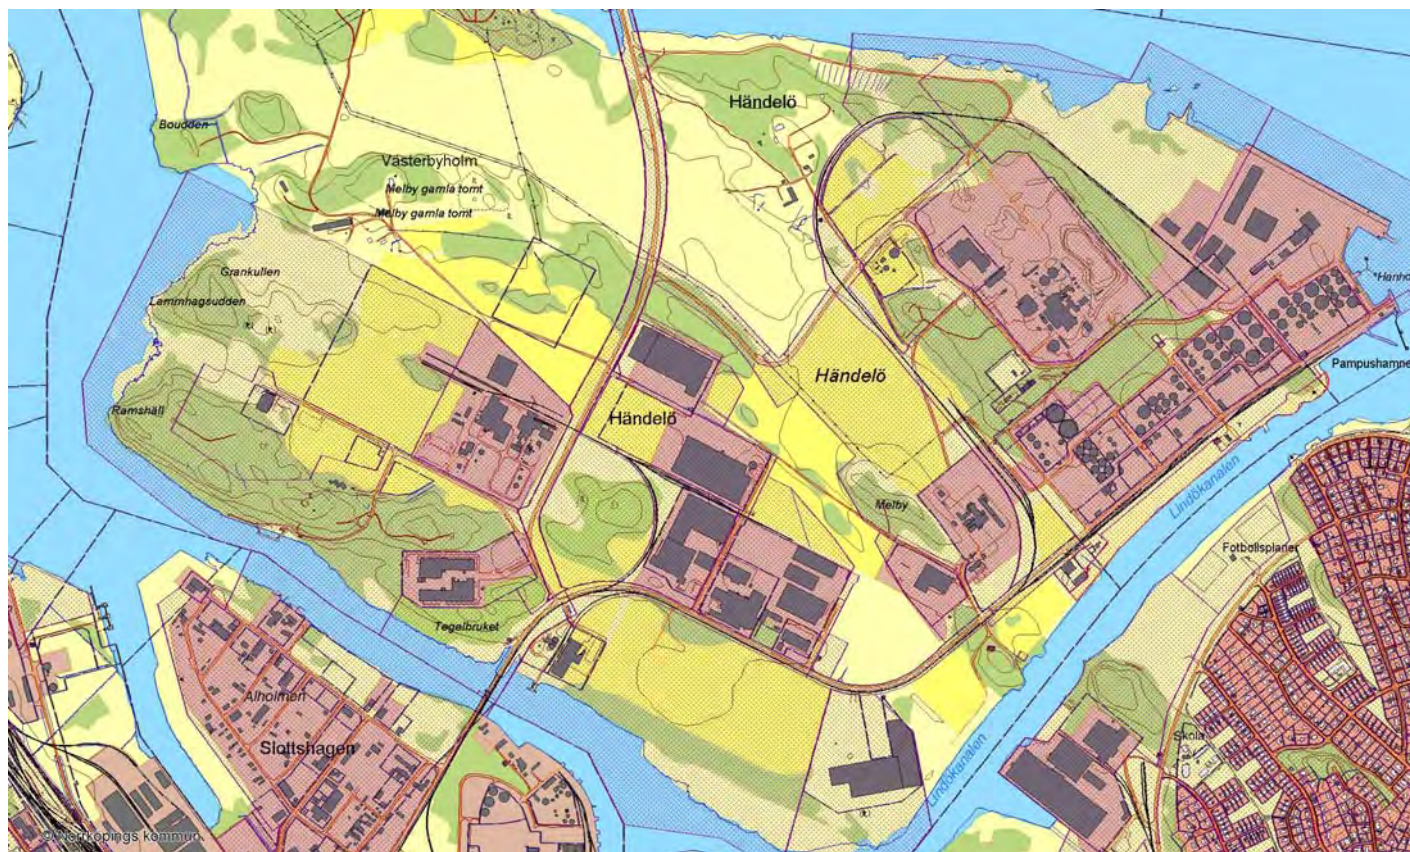 Händelö
Boudden
Västerbyholm
Melby gamla tomt
Melby gamla tomt
Grankullen
Lammhagsudden
Händelö
Pampushamne
Ramshäll
Händelö
Lindökanalen
Melby
Fotbollsplaner
Tegelbruket
Alholmen
Skola
Slottshagen
Lindökanalen
© Norrköpings kommun